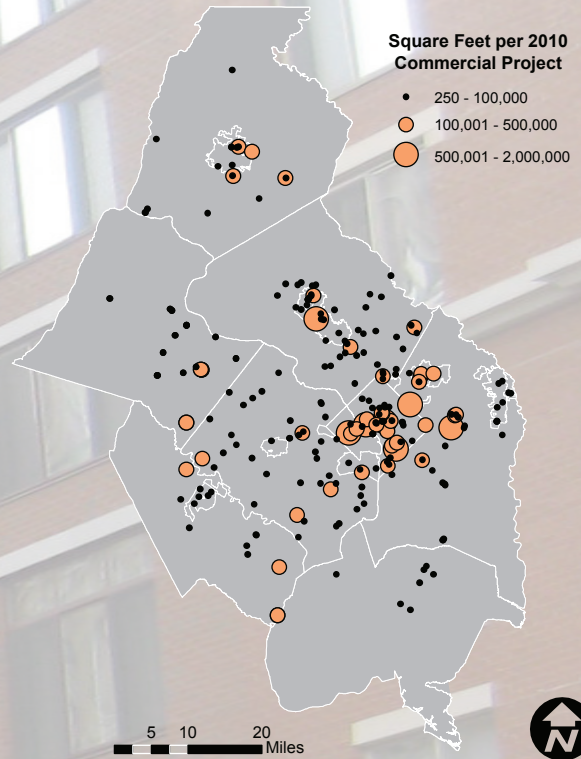 Square Feet per 2010
Commercial Project
250 - 100,000
100,001 - 500,000
500,001 - 2,000,000
5 10 20
Miles
N